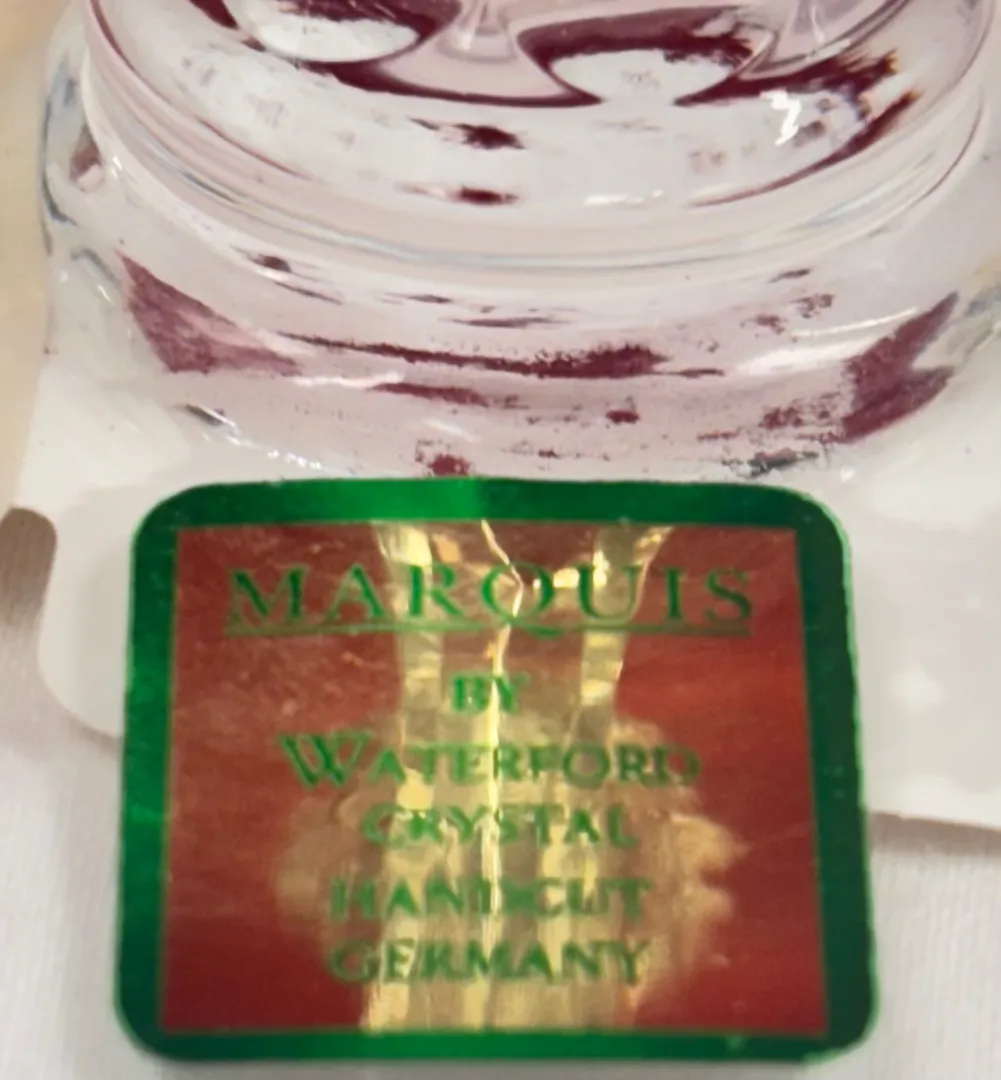 MARQUIS
BY
WATERFORD
CRYSTAL
HANDCUT
GERMANY